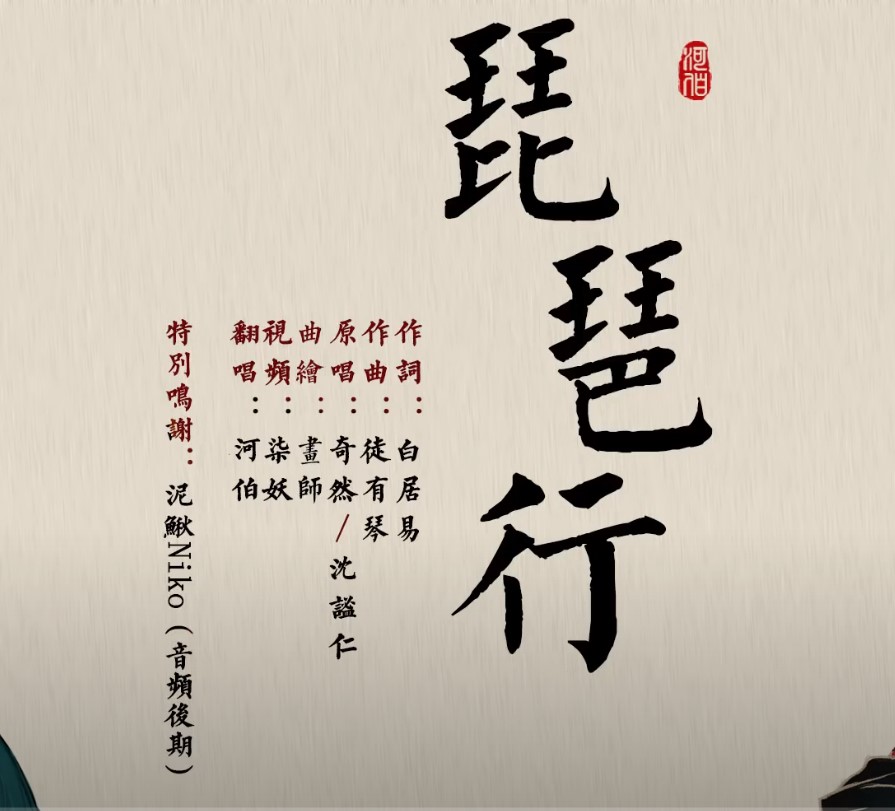 河伯
琵琶行
作詞：白居易
作曲：徒有琴
原唱：奇然/沈謐仁
曲繪：畫師
視頻：柒妖
翻唱：河伯
特別鳴謝：泥鰍Niko（音頻後期）